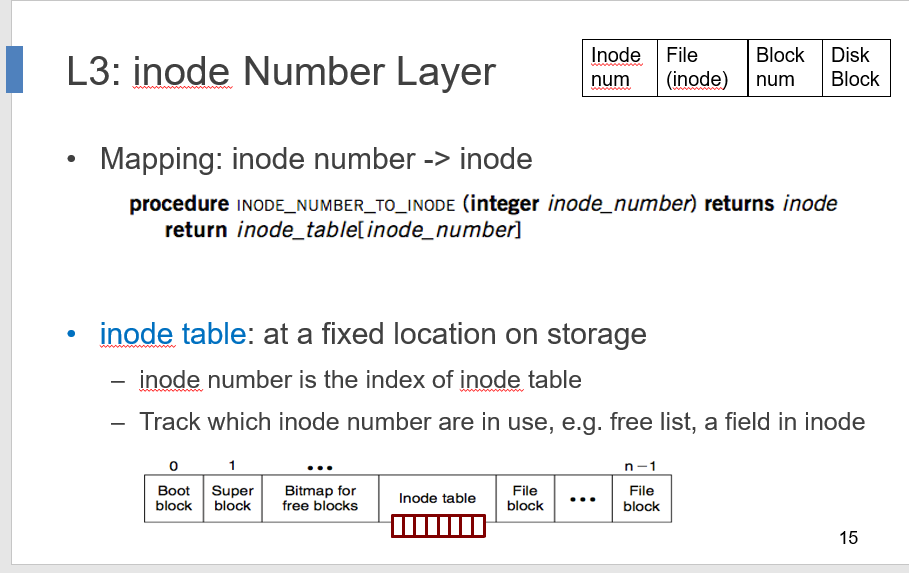 L3: inode Number Layer
Inode num
File (inode)
Block num
Disk Block
• Mapping: inode number -> inode
procedure INODE_NUMBER_TO_INODE (integer inode_number) returns inode
return inode_table[inode_number]
• inode table: at a fixed location on storage
– inode number is the index of inode table
– Track which inode number are in use, e.g. free list, a field in inode
0 1 ••• n−1
Boot block
Super block
Bitmap for free blocks
Inode table
File block
•••
File block
15